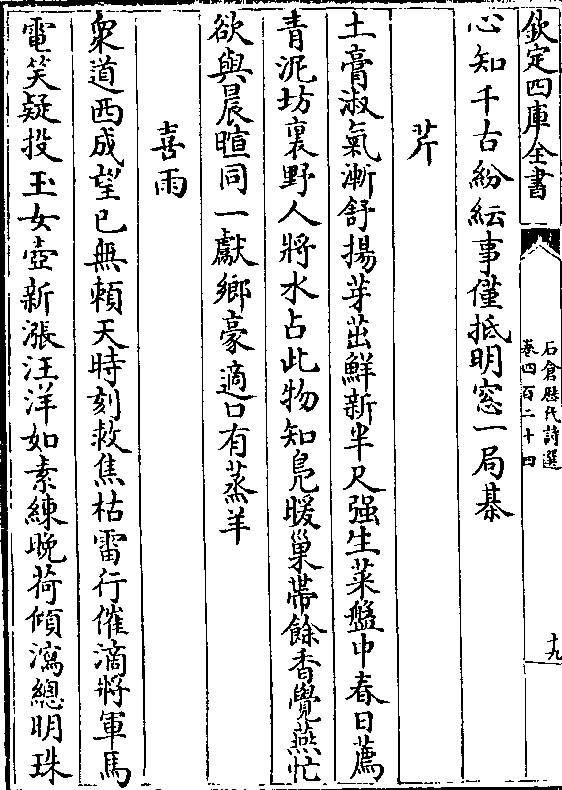 欽定四庫全書
石倉歷代詩選
卷四百二十四
十九
心知千古紛紜事僅抵明窓一局棊
芹
土膏淑氣漸舒揚芽茁鮮新半尺强生菜盤中春日薦
青泥坊裏野人將水占此物知鳬暖巢帶餘香覺燕忙
欲與晨暄同一獻鄉豪適口有蒸羊
喜雨
衆道西成望已無賴天時刻救焦枯雷行催滴將軍馬
電笑疑投玉女壺新漲汪洋如素練晚荷傾瀉總明珠